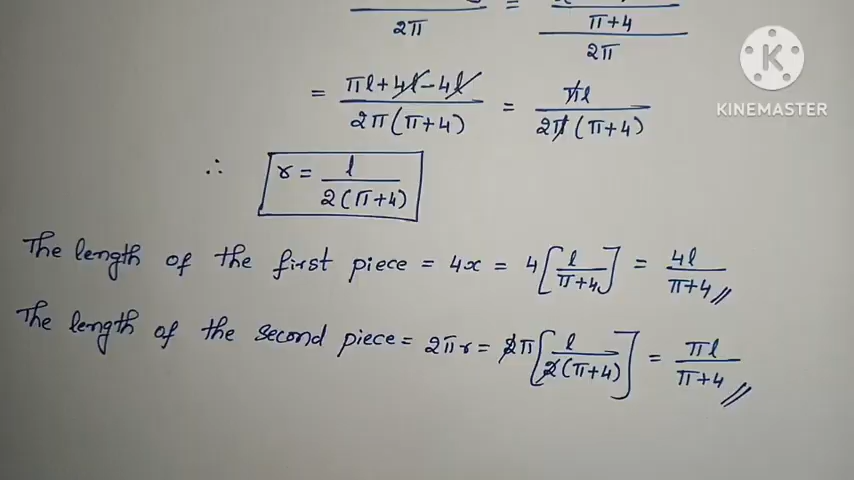 2π = π+4
2π
= πl+4l-4l / 2π(π+4) = πl / 2π(π+4)
∴ r = l / 2(π+4)
The length of the first piece = 4x = 4[l / π+4] = 4l / π+4 //
The length of the second piece = 2πr = 2π[l / 2(π+4)] = πl / π+4 //
KINEMASTER